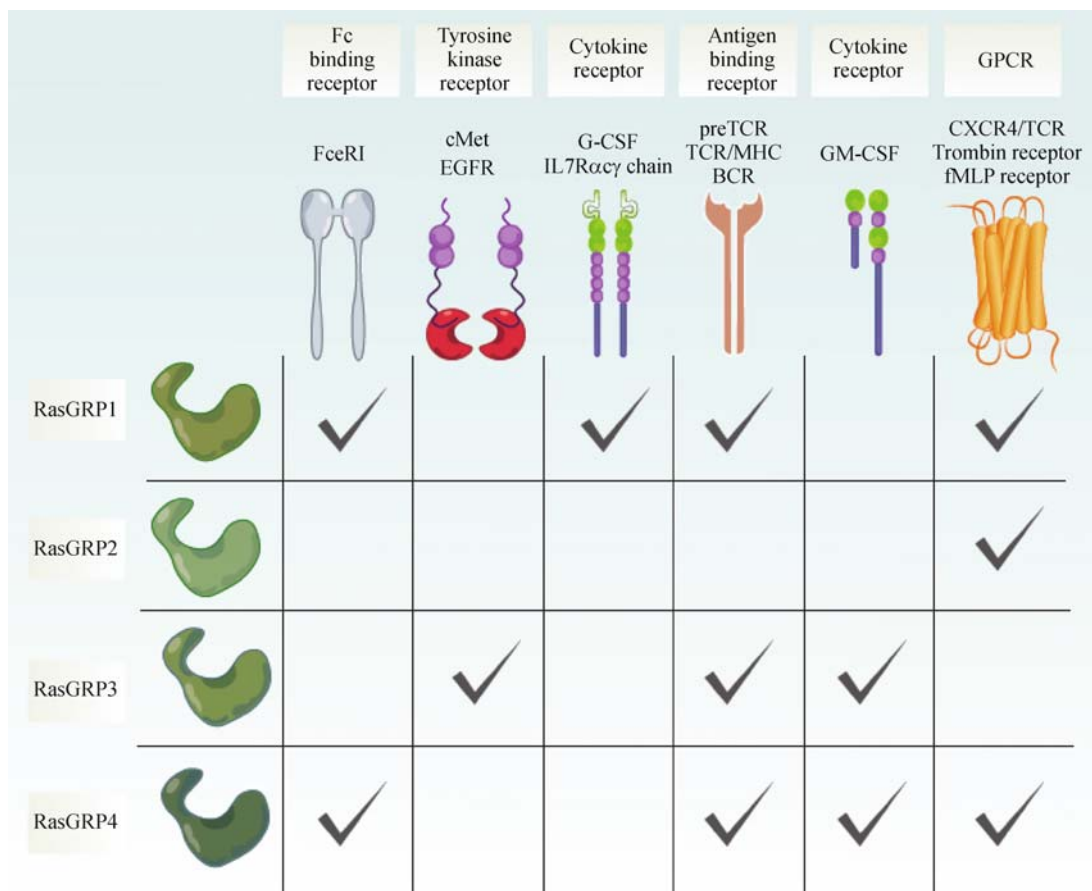 Fc
binding
receptor
Tyrosine
kinase
receptor
Cytokine
receptor
Antigen
binding
receptor
Cytokine
receptor
GPCR
FceRI
cMet
EGFR
G-CSF
IL7Rαcγ chain
preTCR
TCR/MHC
BCR
GM-CSF
CXCR4/TCR
Trombin receptor
fMLP receptor
RasGRP1
RasGRP2
RasGRP3
RasGRP4